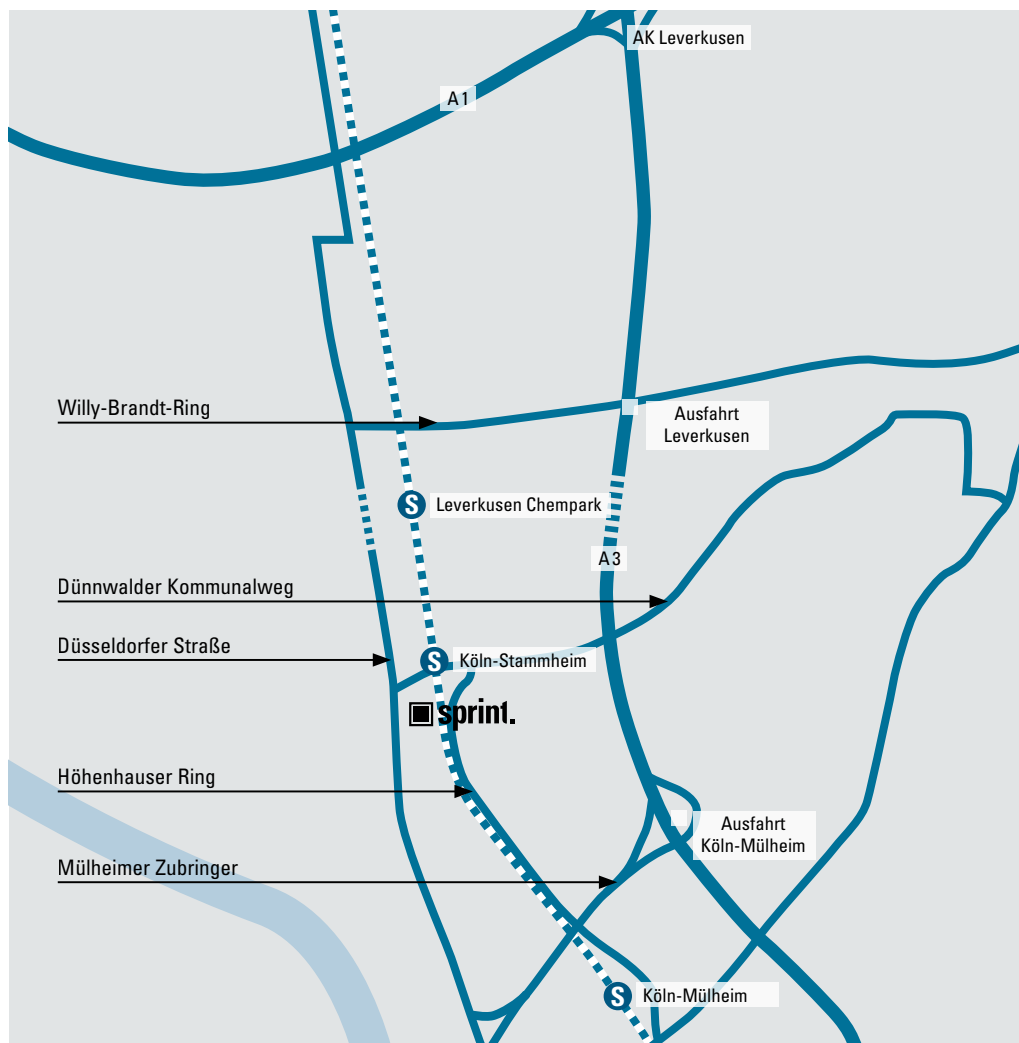 AK Leverkusen
A1
Willy-Brandt-Ring
Ausfahrt
Leverkusen
S Leverkusen Chempark
A3
Dünnwalder Kommunalweg
Düsseldorfer Straße
S Köln-Stammheim
sprint.
Höhenhauser Ring
Ausfahrt
Köln-Mülheim
Mülheimer Zubringer
S Köln-Mülheim